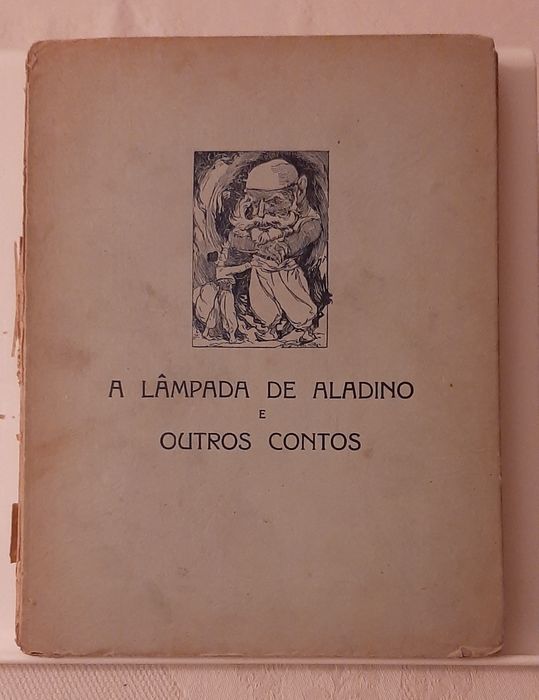 A LÂMPADA DE ALADINO
E
OUTROS CONTOS